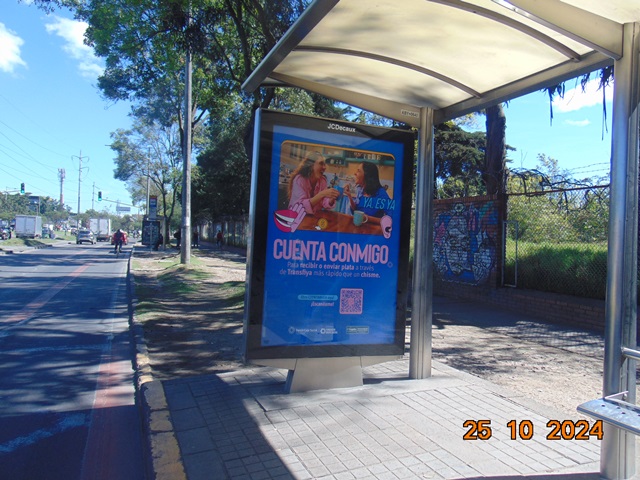 JCDecaux
YA, ES YA
CUENTA CONMIGO
Para recibir o enviar plata a través
de Transfiya más rápido que un chisme.
25 10 2024